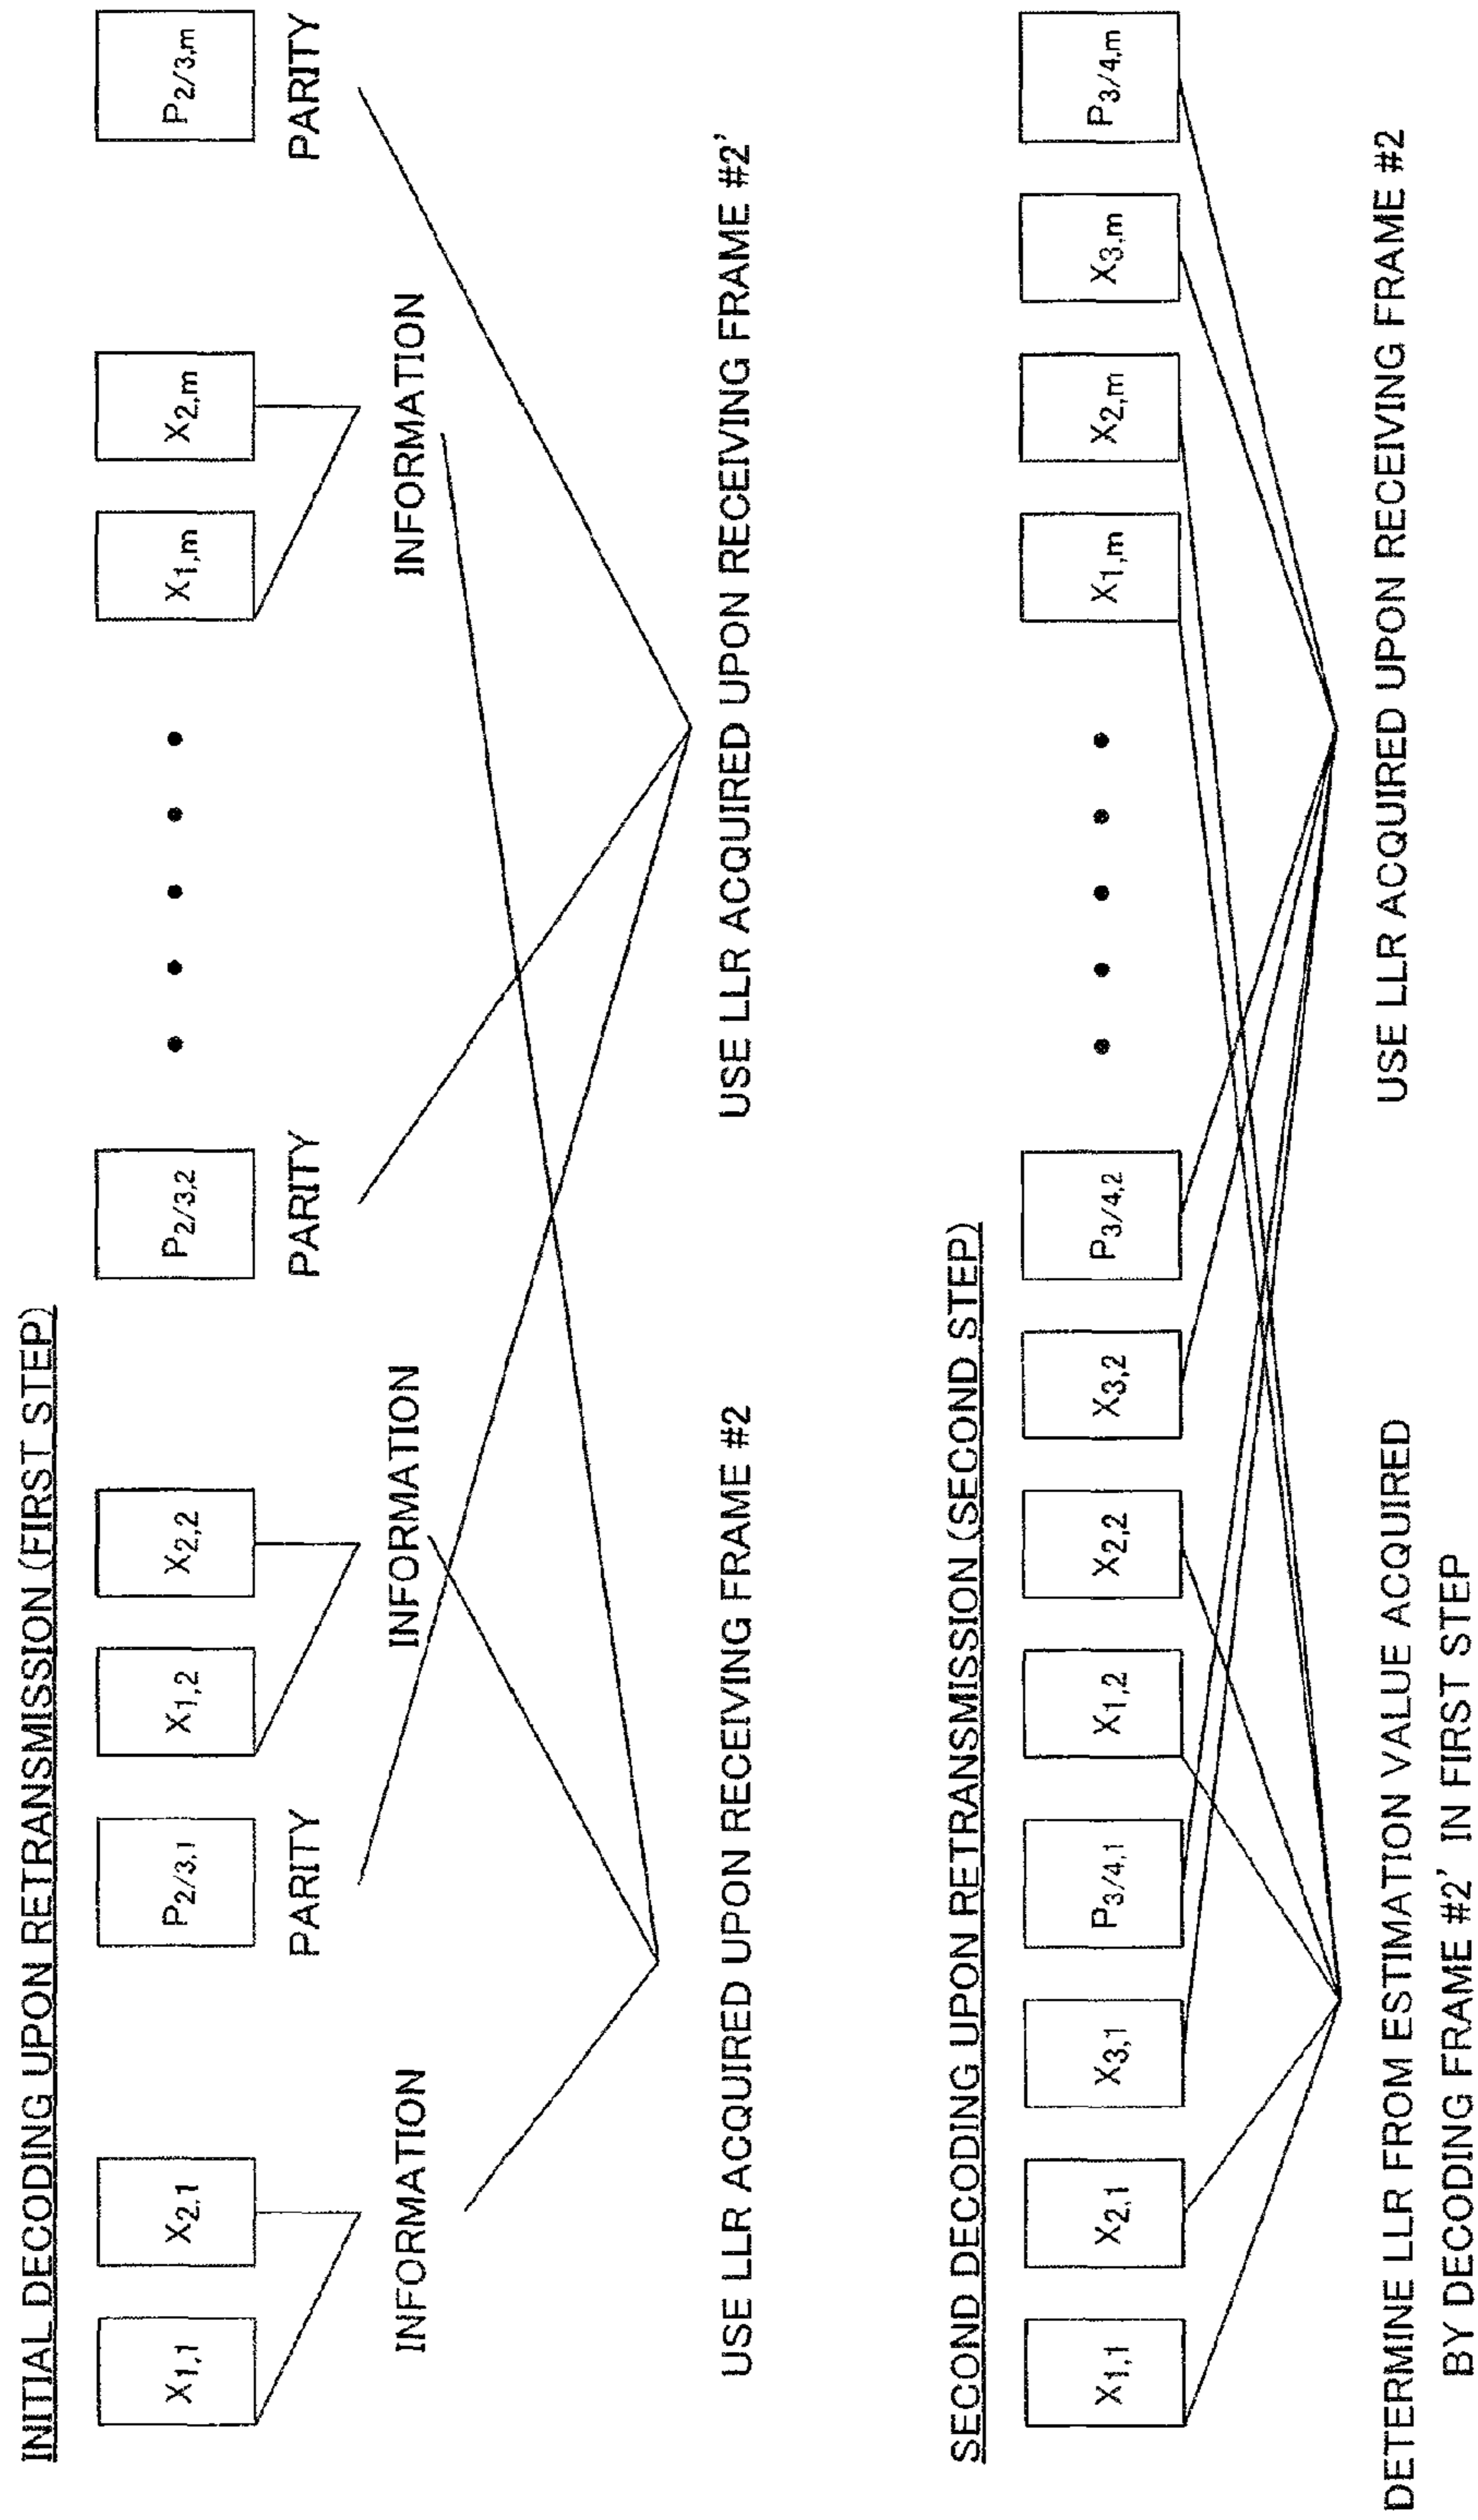 INITIAL DECODING UPON RETRANSMISSION (FIRST STEP)
X1,1 X2,1 P2/3,1 X1,2 X2,2 P2/3,2 X1,m X2,m P2/3,m
PARITY PARITY PARITY
INFORMATION INFORMATION INFORMATION
USE LLR ACQUIRED UPON RECEIVING FRAME #2
USE LLR ACQUIRED UPON RECEIVING FRAME #2'
SECOND DECODING UPON RETRANSMISSION (SECOND STEP)
X1,1 X2,1 X3,1 P3/4,1 X1,2 X2,2 X3,2 P3/4,2 X1,m X2,m X3,m P3/4,m
DETERMINE LLR FROM ESTIMATION VALUE ACQUIRED
BY DECODING FRAME #2' IN FIRST STEP
USE LLR ACQUIRED UPON RECEIVING FRAME #2